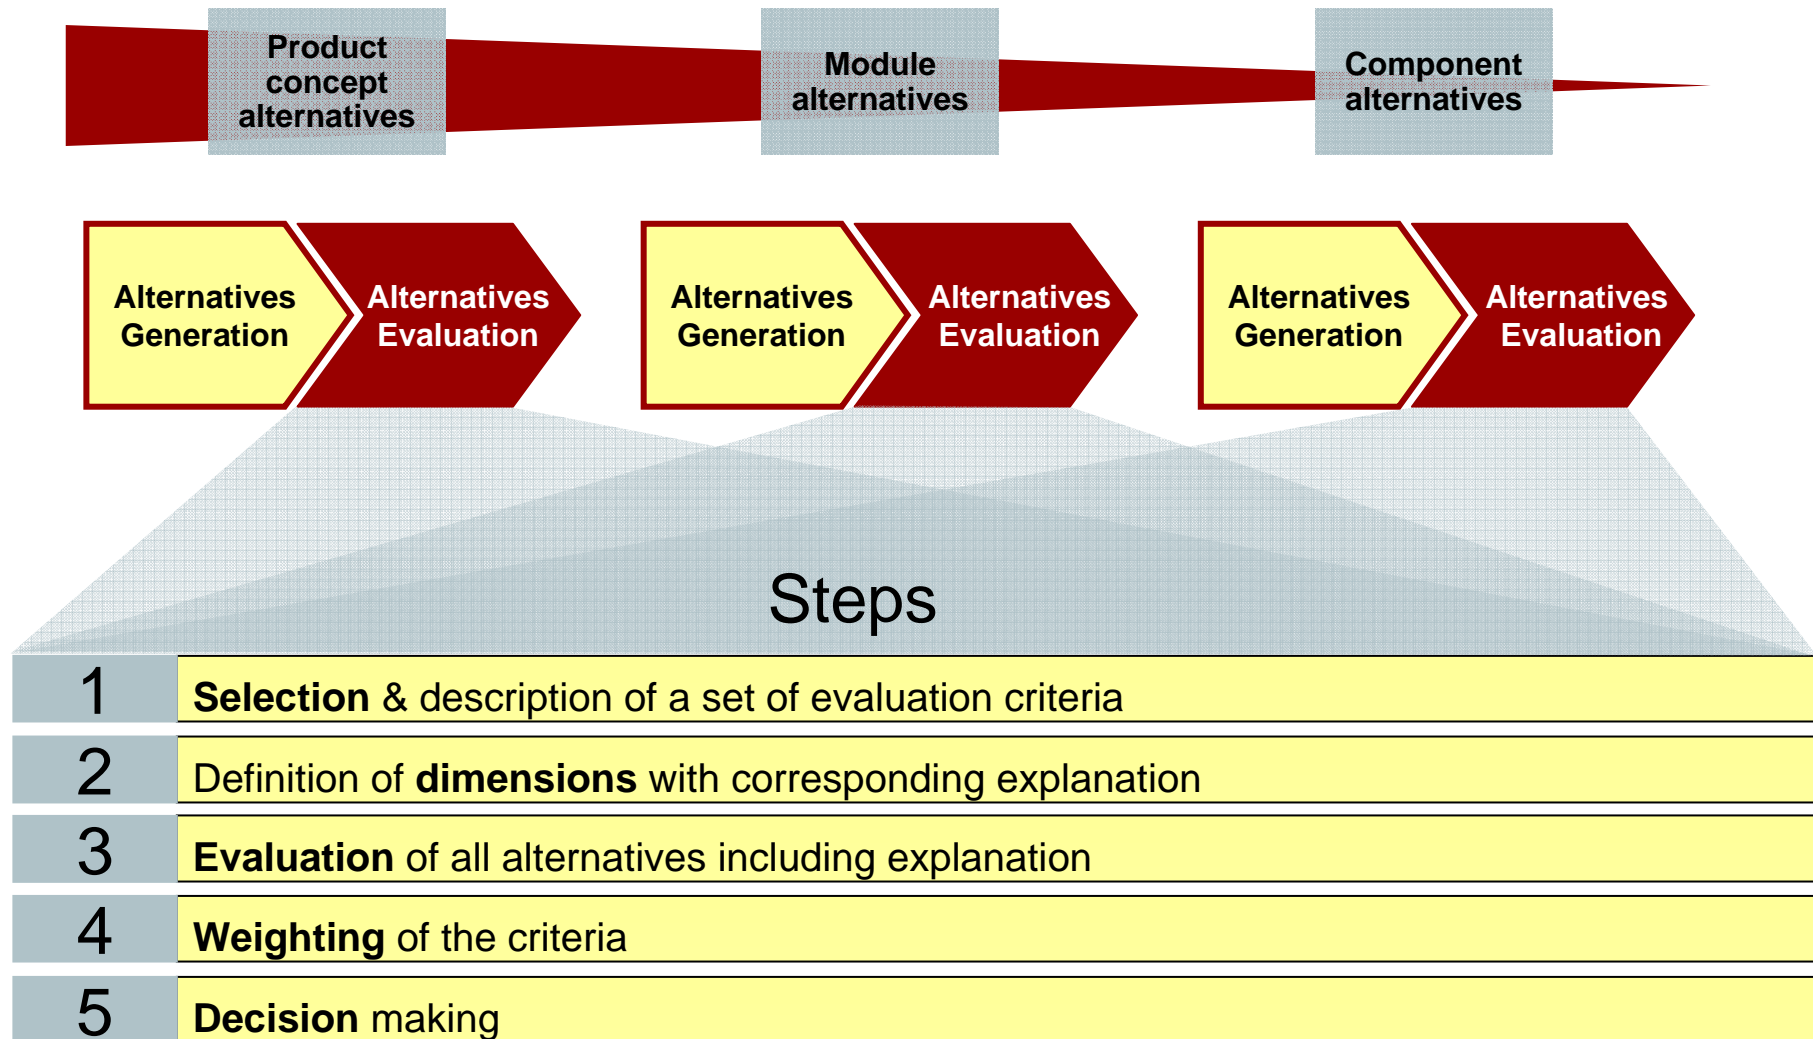 Product
concept
alternatives
Module
alternatives
Component
alternatives
Alternatives
Generation
Alternatives
Evaluation
Alternatives
Generation
Alternatives
Evaluation
Alternatives
Generation
Alternatives
Evaluation
Steps
1 Selection & description of a set of evaluation criteria
2 Definition of dimensions with corresponding explanation
3 Evaluation of all alternatives including explanation
4 Weighting of the criteria
5 Decision making